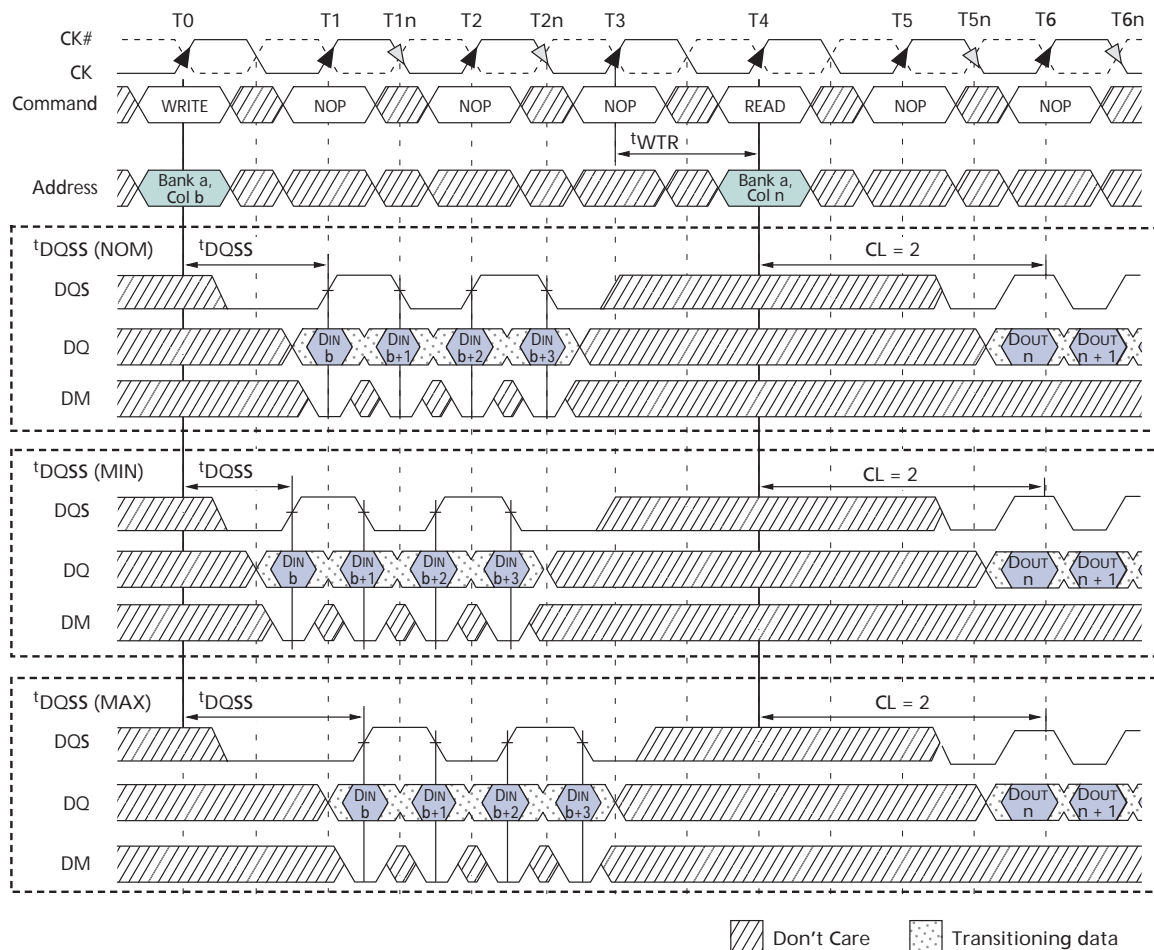 T0 T1 T1n T2 T2n T3 T4 T5 T5n T6 T6n
CK#
CK
Command WRITE NOP NOP NOP READ NOP NOP
tWTR
Address Bank a, Col b Bank a, Col n
tDQSS (NOM) tDQSS CL = 2
DQS
DQ DIN b DIN b+1 DIN b+2 DIN b+3 DOUT n DOUT n + 1
DM
tDQSS (MIN) tDQSS CL = 2
DQS
DQ DIN b DIN b+1 DIN b+2 DIN b+3 DOUT n DOUT n + 1
DM
tDQSS (MAX) tDQSS CL = 2
DQS
DQ DIN b DIN b+1 DIN b+2 DIN b+3 DOUT n DOUT n + 1
DM
Don't Care Transitioning data